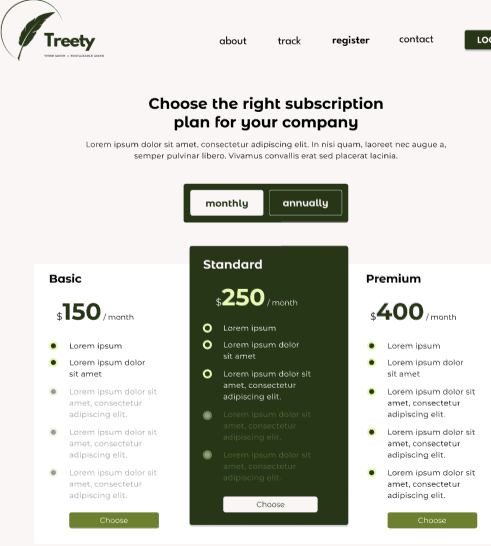 Treety
about
track
register
contact
LOG
Choose the right subscription
plan for your company
Lorem ipsum dolor sit amet, consectetur adipiscing elit. In nisi quam, laoreet nec augue a,
semper pulvinar libero. Vivamus convallis erat sed placerat lacinia.
monthly
annually
Basic
$150 / month
Lorem ipsum
Lorem ipsum dolor
sit amet
Lorem ipsum dolor sit
amet, consectetur
adipiscing elit.
Lorem ipsum dolor sit
amet, consectetur
adipiscing elit.
Lorem ipsum dolor sit
amet, consectetur
adipiscing elit.
Choose
Standard
$250 / month
Lorem ipsum
Lorem ipsum dolor
sit amet
Lorem ipsum dolor sit
amet, consectetur
adipiscing elit.
Lorem ipsum dolor sit
amet, consectetur
adipiscing elit.
Lorem ipsum dolor sit
amet, consectetur
adipiscing elit.
Choose
Premium
$400 / month
Lorem ipsum
Lorem ipsum dolor
sit amet
Lorem ipsum dolor sit
amet, consectetur
adipiscing elit.
Lorem ipsum dolor sit
amet, consectetur
adipiscing elit.
Lorem ipsum dolor sit
amet, consectetur
adipiscing elit.
Choose